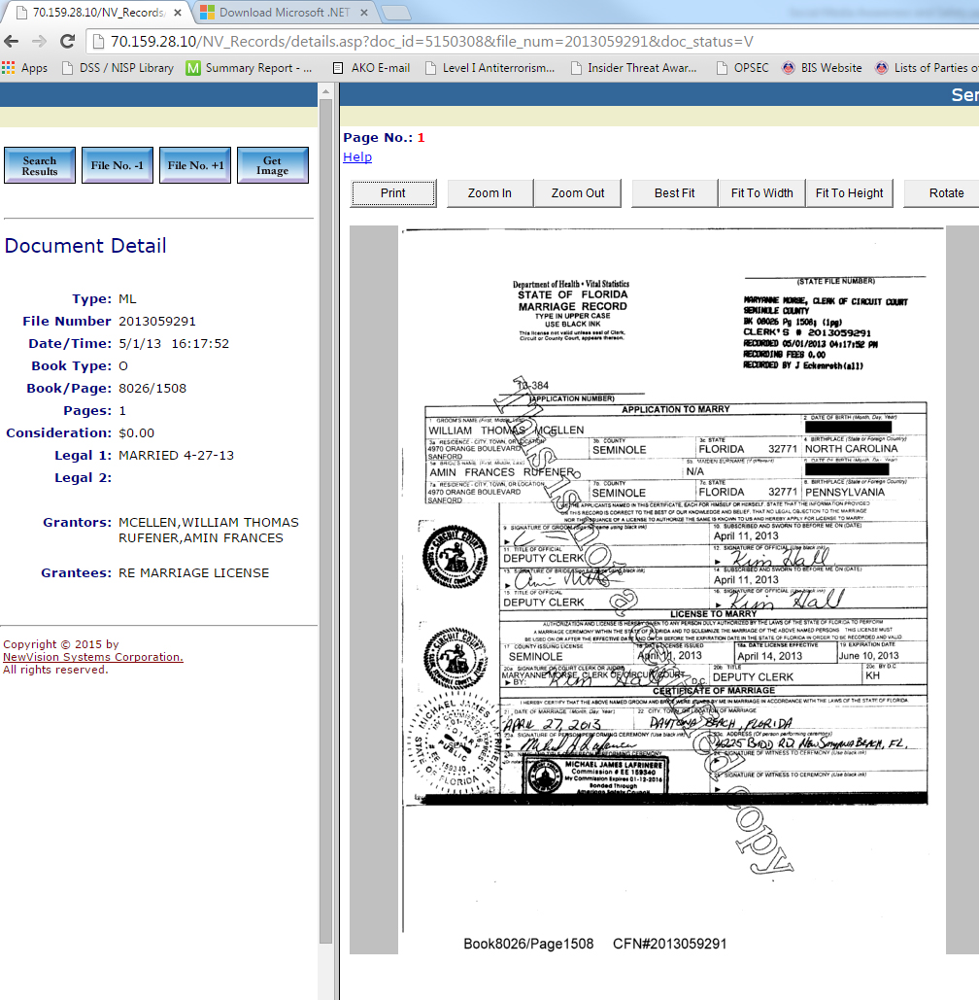 70.159.28.10/NV_Records/
Download Microsoft .NET
70.159.28.10/NV_Records/details.asp?doc_id=5150308&file_num=2013059291&doc_status=V
Apps
DSS / NISP Library
Summary Report - ...
AKO E-mail
Level I Antiterrorism...
Insider Threat Awar...
OPSEC
BIS Website
Lists of Parties o
Ser
Search Results
File No. -1
File No. +1
Get Image
Document Detail
Type: ML
File Number 2013059291
Date/Time: 5/1/13 16:17:52
Book Type: O
Book/Page: 8026/1508
Pages: 1
Consideration: $0.00
Legal 1: MARRIED 4-27-13
Legal 2:
Grantors: MCELLEN,WILLIAM THOMAS
RUFENER,AMIN FRANCES
Grantees: RE MARRIAGE LICENSE
Copyright © 2015 by
NewVision Systems Corporation.
All rights reserved.
Page No.: 1
Help
Print
Zoom In
Zoom Out
Best Fit
Fit To Width
Fit To Height
Rotate
Department of Health • Vital Statistics
STATE OF FLORIDA
MARRIAGE RECORD
TYPE IN UPPER CASE
USE BLACK INK
This license not valid unless seal of Clerk,
Circuit or County Court, appears thereon.
(STATE FILE NUMBER)
MARYANNE MORSE, CLERK OF CIRCUIT COURT
SEMINOLE COUNTY
BK 08026 Pg 1508; (1pg)
CLERK'S # 2013059291
RECORDED 05/01/2013 04:17:52 PM
RECORDING FEES 0.00
RECORDED BY J Eckenroth(all)
13-384
(APPLICATION NUMBER)
APPLICATION TO MARRY
1. GROOM'S NAME (First, Middle, Last)
WILLIAM THOMAS MCELLEN
2. DATE OF BIRTH (Month, Day, Year)
3a. RESIDENCE - CITY, TOWN, OR LOCATION
4970 ORANGE BOULEVARD
SANFORD
3b. COUNTY
SEMINOLE
3c. STATE
FLORIDA 32771
4. BIRTHPLACE (State or Foreign Country)
NORTH CAROLINA
5a. BRIDE'S NAME (First, Middle, Last)
AMIN FRANCES RUFENER
5b. MAIDEN SURNAME (If different)
N/A
6. DATE OF BIRTH (Month, Day, Year)
7a. RESIDENCE - CITY, TOWN, OR LOCATION
4970 ORANGE BOULEVARD
SANFORD
7b. COUNTY
SEMINOLE
7c. STATE
FLORIDA 32771
8. BIRTHPLACE (State or Foreign Country)
PENNSYLVANIA
WE THE APPLICANTS NAMED IN THIS CERTIFICATE, EACH FOR HIMSELF OR HERSELF, STATE THAT THE INFORMATION PROVIDED
ON THIS RECORD IS CORRECT TO THE BEST OF OUR KNOWLEDGE AND BELIEF, THAT NO LEGAL OBJECTION TO THE MARRIAGE
NOR THE ISSUANCE OF A LICENSE TO AUTHORIZE THE SAME IS KNOWN TO US AND HEREBY APPLY FOR LICENSE TO MARRY.
9. SIGNATURE OF GROOM (Sign full name using black ink)
10. SUBSCRIBED AND SWORN TO BEFORE ME ON (DATE)
April 11, 2013
11. TITLE OF OFFICIAL
DEPUTY CLERK
12. SIGNATURE OF OFFICIAL (Use black ink)
Kim Hall
13. SIGNATURE OF BRIDE (Sign full name using black ink)
14. SUBSCRIBED AND SWORN TO BEFORE ME ON (DATE)
April 11, 2013
15. TITLE OF OFFICIAL
DEPUTY CLERK
16. SIGNATURE OF OFFICIAL (Use black ink)
Kim Hall
LICENSE TO MARRY
AUTHORIZATION AND LICENSE IS HEREBY GIVEN TO ANY PERSON DULY AUTHORIZED BY THE LAWS OF THE STATE OF FLORIDA TO PERFORM
A MARRIAGE CEREMONY WITHIN THE STATE OF FLORIDA AND TO SOLEMNIZE THE MARRIAGE OF THE ABOVE NAMED PERSONS. THIS LICENSE MUST
BE USED ON OR AFTER THE EFFECTIVE DATE AND ON OR BEFORE THE EXPIRATION DATE IN THE STATE OF FLORIDA IN ORDER TO BE RECORDED AND VALID
17. COUNTY ISSUING LICENSE
SEMINOLE
18. DATE LICENSE ISSUED
April 11, 2013
18a. DATE LICENSE EFFECTIVE
April 14, 2013
19. EXPIRATION DATE
June 10, 2013
20a. SIGNATURE OF COURT CLERK OR JUDGE
MARYANNE MORSE, CLERK OF CIRCUIT COURT
BY: Kim Hall D.C.
20b. TITLE
DEPUTY CLERK
20c. BY D.C.
KH
CERTIFICATE OF MARRIAGE
I HEREBY CERTIFY THAT THE ABOVE NAMED GROOM AND BRIDE WERE JOINED BY ME IN MARRIAGE IN ACCORDANCE WITH THE LAWS OF THE STATE OF FLORIDA
21. DATE OF MARRIAGE (Month, Day, Year)
APRIL 27, 2013
22. CITY, TOWN, OR LOCATION OF MARRIAGE
DAYTONA BEACH, FLORIDA
23a. SIGNATURE OF PERSON PERFORMING CEREMONY (Use black ink)
23c. ADDRESS (Of person performing ceremony)
RD. NEW SMYRNA BEACH, FL.
23b. NAME AND TITLE OF PERSON PERFORMING CEREMONY
24. SIGNATURE OF WITNESS TO CEREMONY (Use black ink)
25. SIGNATURE OF WITNESS TO CEREMONY (Use black ink)
MICHAEL JAMES LAFRINERE
Commission # EE 159340
My Commission Expires 01-12-2016
Bonded Through
American Safety Council
CIRCUIT COURT
CIRCUIT COURT
MICHAEL JAMES
NOTARY
SEAL
PUBLIC
EE 159340
STATE OF FLORIDA
This is not a
copy
Book8026/Page1508 CFN#2013059291